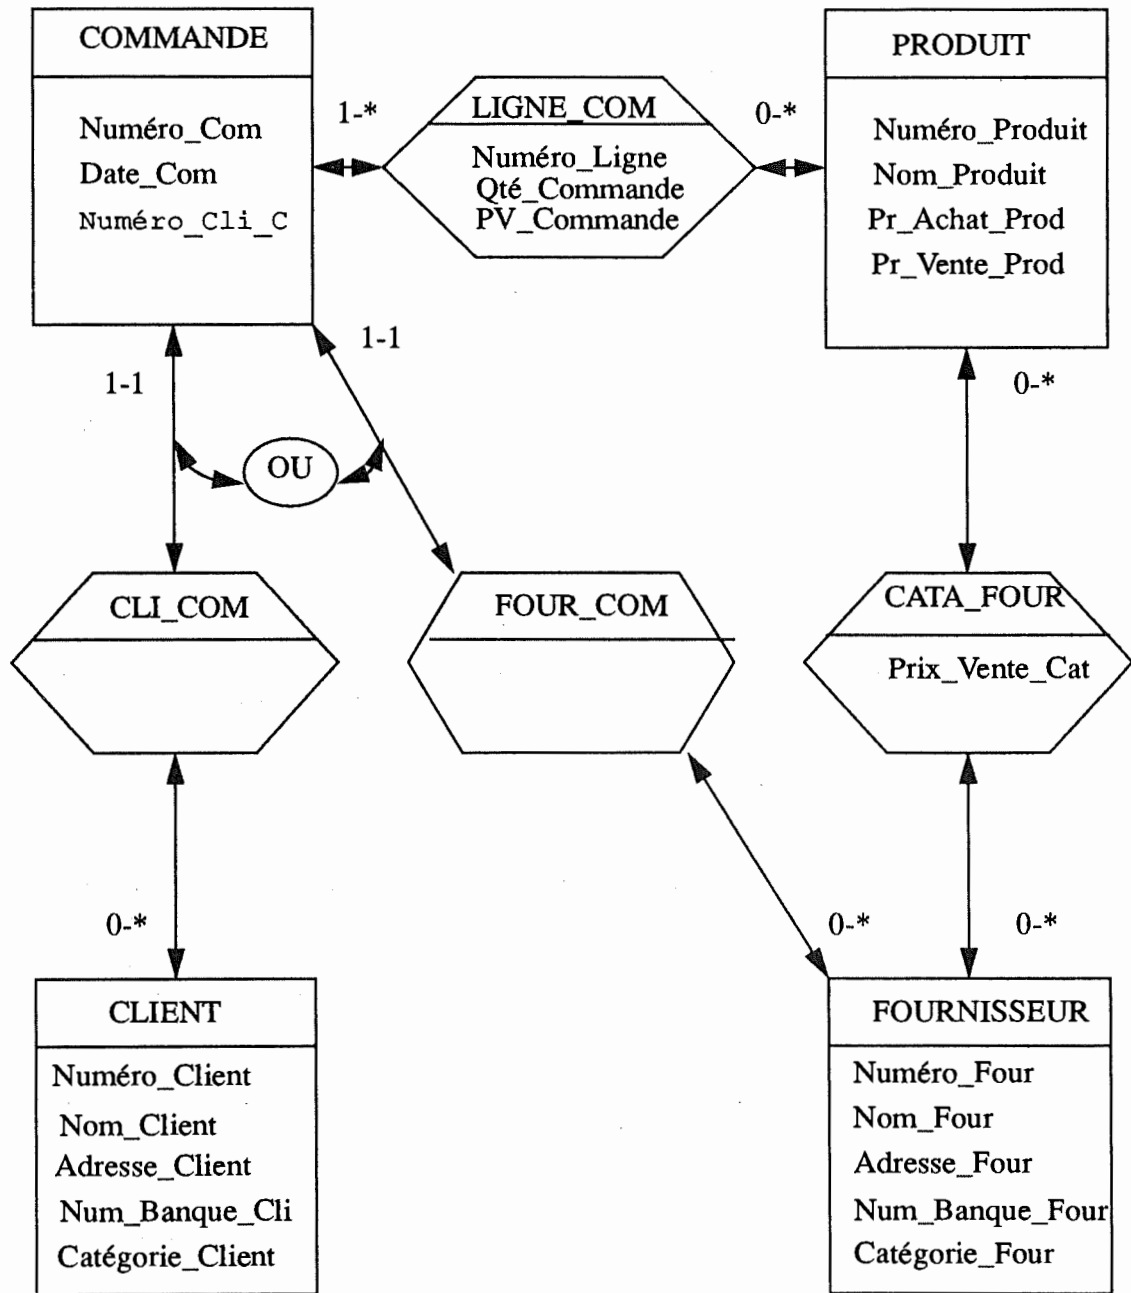 COMMANDE
Numéro_Com
Date_Com
Numéro_Cli_C
1-*
LIGNE_COM
Numéro_Ligne
Qté_Commande
PV_Commande
0-*
PRODUIT
Numéro_Produit
Nom_Produit
Pr_Achat_Prod
Pr_Vente_Prod
1-1
1-1
OU
0-*
CLI_COM
FOUR_COM
CATA_FOUR
Prix_Vente_Cat
0-*
0-*
0-*
CLIENT
Numéro_Client
Nom_Client
Adresse_Client
Num_Banque_Cli
Catégorie_Client
FOURNISSEUR
Numéro_Four
Nom_Four
Adresse_Four
Num_Banque_Four
Catégorie_Four